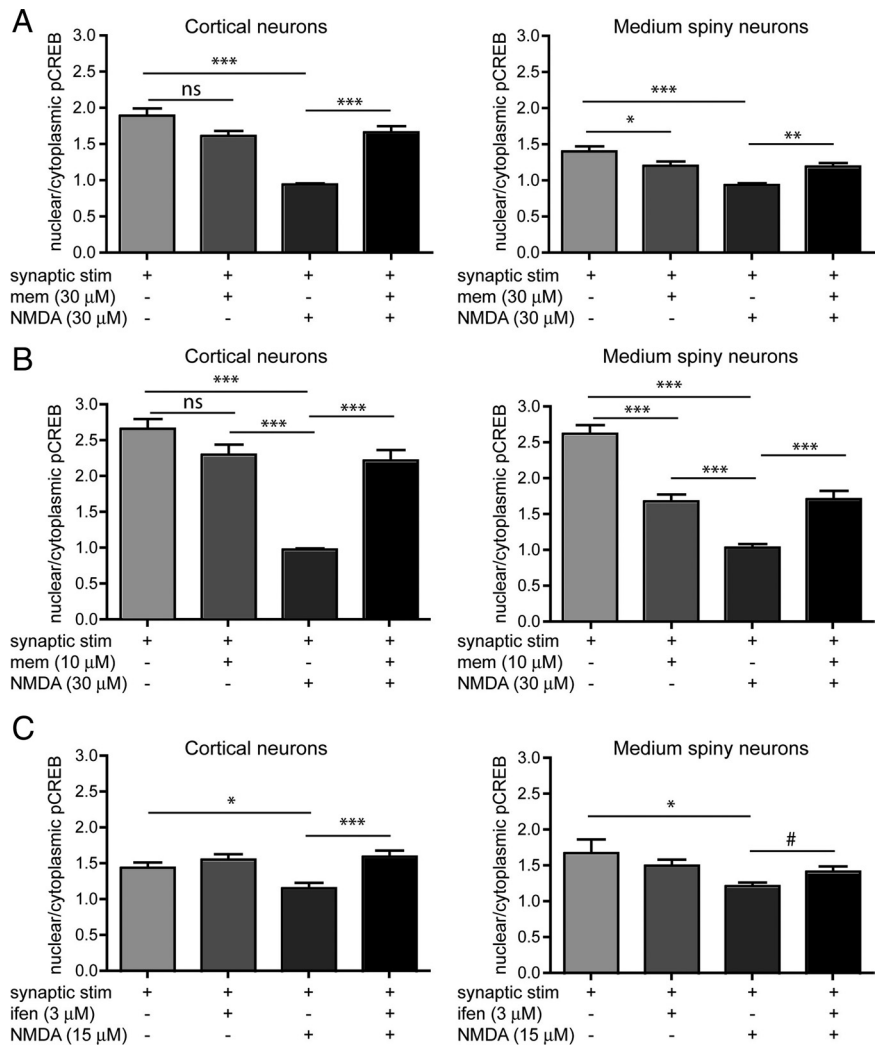 A
Cortical neurons
nuclear/cytoplasmic pCREB
3.0
2.5
2.0
1.5
1.0
0.5
0.0
***
ns
***
synaptic stim + + + +
mem (30 μM) - + - +
NMDA (30 μM) - - + +
Medium spiny neurons
nuclear/cytoplasmic pCREB
3.0
2.5
2.0
1.5
1.0
0.5
0.0
***
*
**
synaptic stim + + + +
mem (30 μM) - + - +
NMDA (30 μM) - - + +
B
Cortical neurons
nuclear/cytoplasmic pCREB
3.0
2.5
2.0
1.5
1.0
0.5
0.0
***
ns
*** ***
synaptic stim + + + +
mem (10 μM) - + - +
NMDA (30 μM) - - + +
Medium spiny neurons
nuclear/cytoplasmic pCREB
3.0
2.5
2.0
1.5
1.0
0.5
0.0
***
***
*** ***
synaptic stim + + + +
mem (10 μM) - + - +
NMDA (30 μM) - - + +
C
Cortical neurons
nuclear/cytoplasmic pCREB
3.0
2.5
2.0
1.5
1.0
0.5
0.0
*
***
synaptic stim + + + +
ifen (3 μM) - + - +
NMDA (15 μM) - - + +
Medium spiny neurons
nuclear/cytoplasmic pCREB
3.0
2.5
2.0
1.5
1.0
0.5
0.0
*
#
synaptic stim + + + +
ifen (3 μM) - + - +
NMDA (15 μM) - - + +